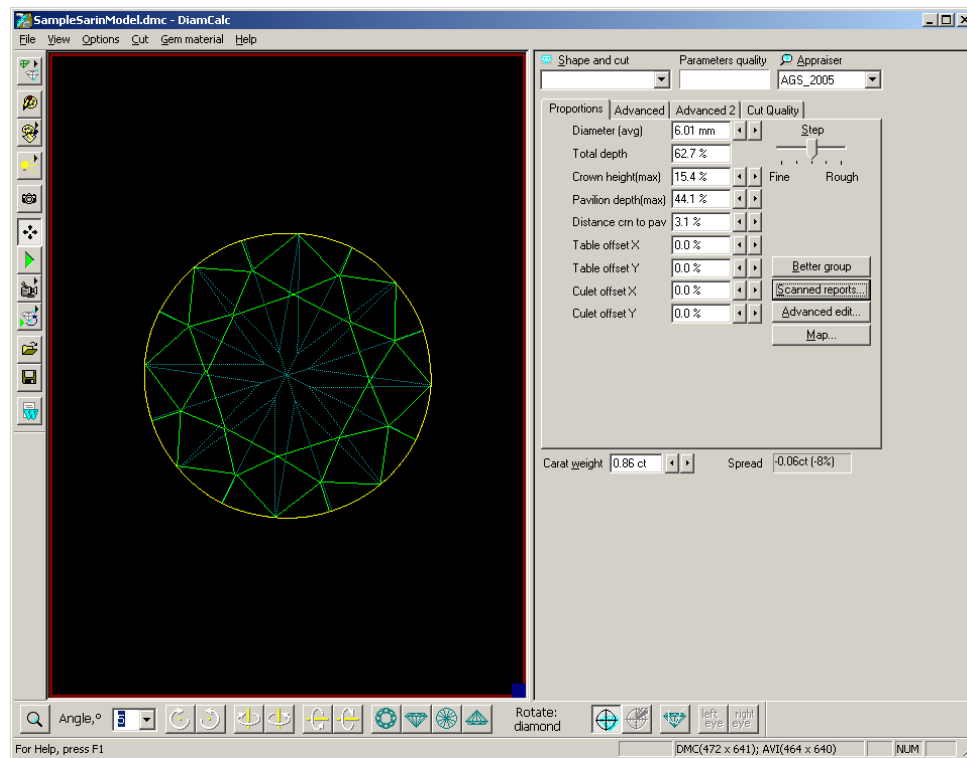 SampleSarinModel.dmc - DiamCalc
File View Options Cut Gem material Help
Shape and cut Parameters quality Appraiser
AGS_2005
Proportions Advanced Advanced 2 Cut Quality
Diameter (avg) 6.01 mm Step
Total depth 62.7 %
Crown height(max) 15.4 % Fine Rough
Pavilion depth(max) 44.1 %
Distance crn to pav 3.1 %
Table offset X 0.0 %
Table offset Y 0.0 % Better group
Culet offset X 0.0 % Scanned reports...
Culet offset Y 0.0 % Advanced edit...
Map...
Carat weight 0.86 ct Spread -0.06ct (-8%)
Angle,° 5 Rotate: diamond left eye right eye
For Help, press F1 DMC(472 x 641); AVI(464 x 640) NUM